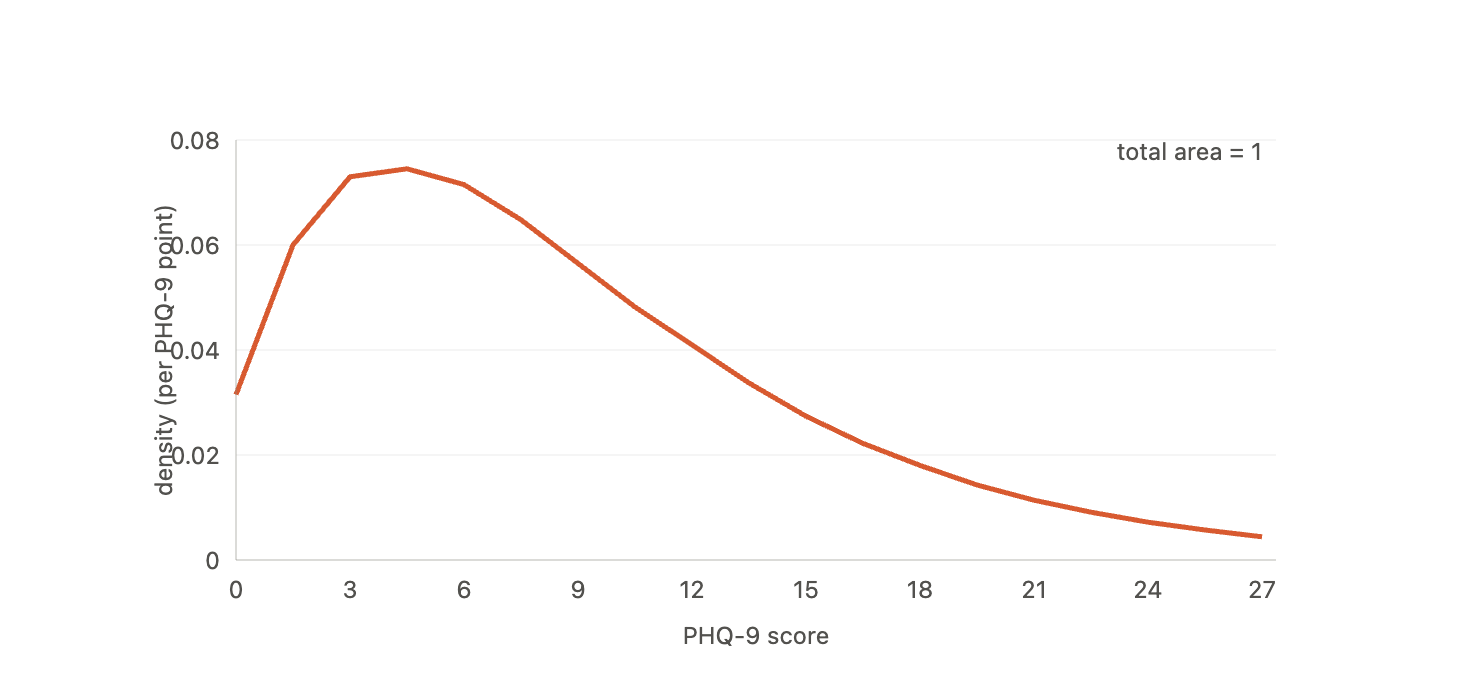 total area = 1
density (per PHQ-9 point)
0.08
0.06
0.04
0.02
0
0 3 6 9 12 15 18 21 24 27
PHQ-9 score